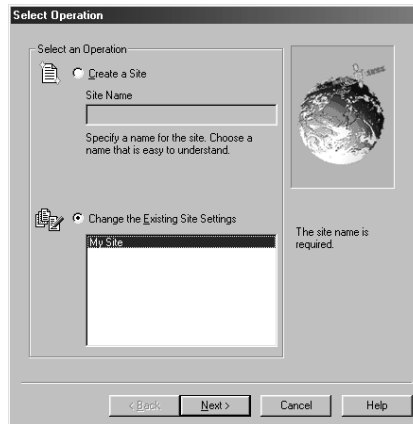 Select Operation
Select an Operation
Create a Site
Site Name
Specify a name for the site. Choose a
name that is easy to understand.
Change the Existing Site Settings
My Site
The site name is
required.
< Back
Next >
Cancel
Help